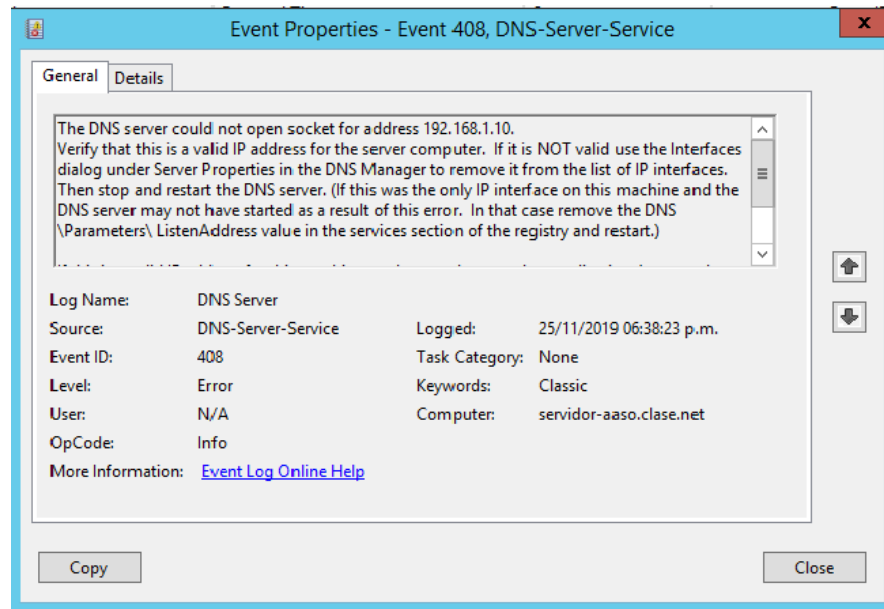 Event Properties - Event 408, DNS-Server-Service
x
General Details
The DNS server could not open socket for address 192.168.1.10.
Verify that this is a valid IP address for the server computer. If it is NOT valid use the Interfaces
dialog under Server Properties in the DNS Manager to remove it from the list of IP interfaces.
Then stop and restart the DNS server. (If this was the only IP interface on this machine and the
DNS server may not have started as a result of this error. In that case remove the DNS
\Parameters\ ListenAddress value in the services section of the registry and restart.)
Log Name: DNS Server
Source: DNS-Server-Service Logged: 25/11/2019 06:38:23 p.m.
Event ID: 408 Task Category: None
Level: Error Keywords: Classic
User: N/A Computer: servidor-aaso.clase.net
OpCode: Info
More Information: Event Log Online Help
Copy Close